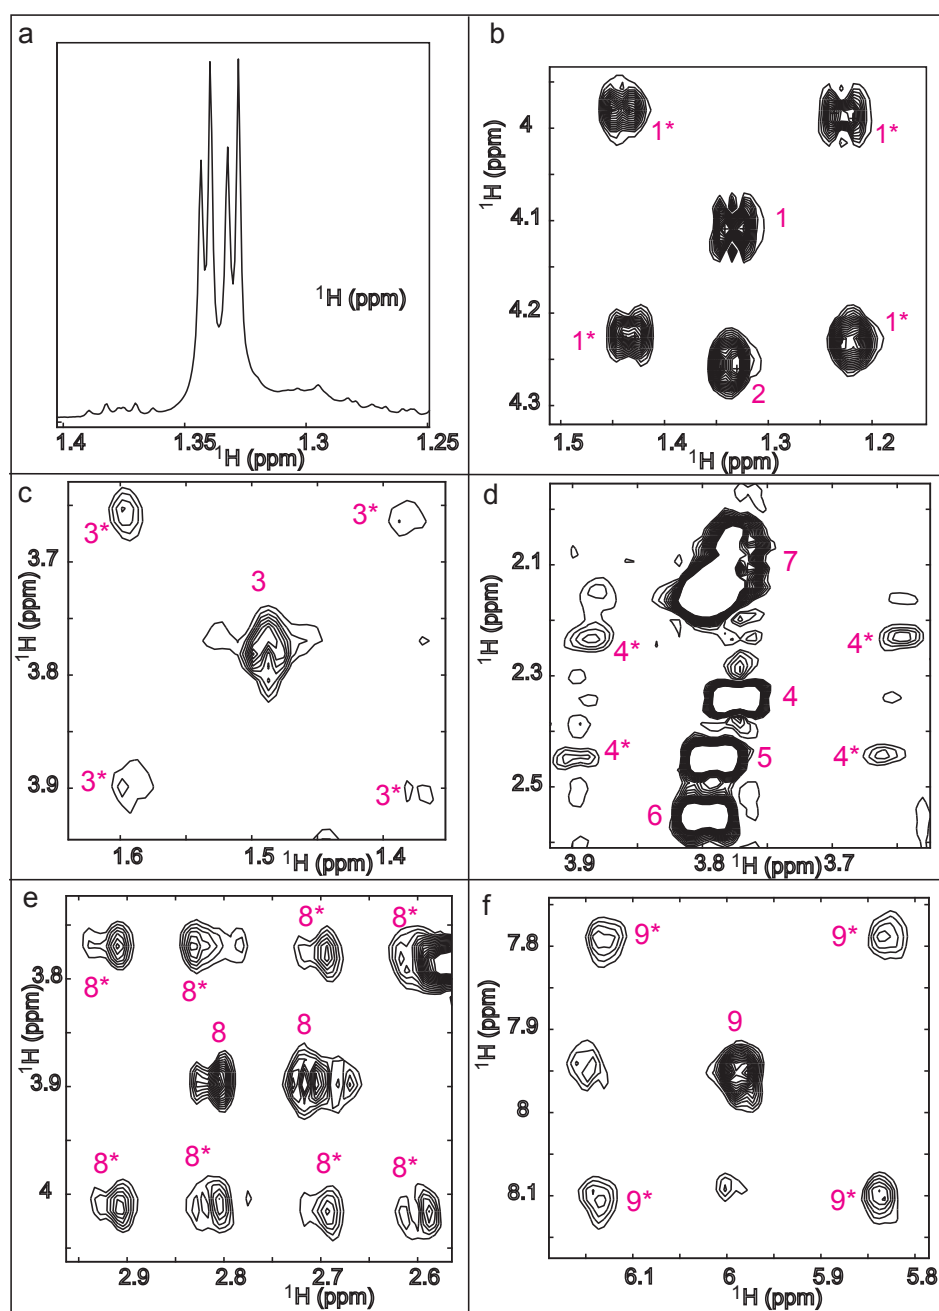 a
¹H (ppm)
1.4 1.35 1.3 1.25
¹H (ppm)
b
¹H (ppm)
4
4.1
4.2
4.3
1* 1*
1
1* 1*
2
1.5 1.4 1.3 1.2
¹H (ppm)
c
¹H (ppm)
3.7
3.8
3.9
3* 3*
3
3* 3*
1.6 1.5 1.4
¹H (ppm)
d
¹H (ppm)
2.1
2.3
2.5
7
4* 4*
4
4* 5 4*
6
3.9 3.8 3.7
¹H (ppm)
e
¹H (ppm)
3.8
3.9
4
8* 8*
8* 8*
8 8
8* 8* 8* 8*
2.9 2.8 2.7 2.6
¹H (ppm)
f
¹H (ppm)
7.8
7.9
8
8.1
9* 9*
9
9* 9*
6.1 6 5.9 5.8
¹H (ppm)